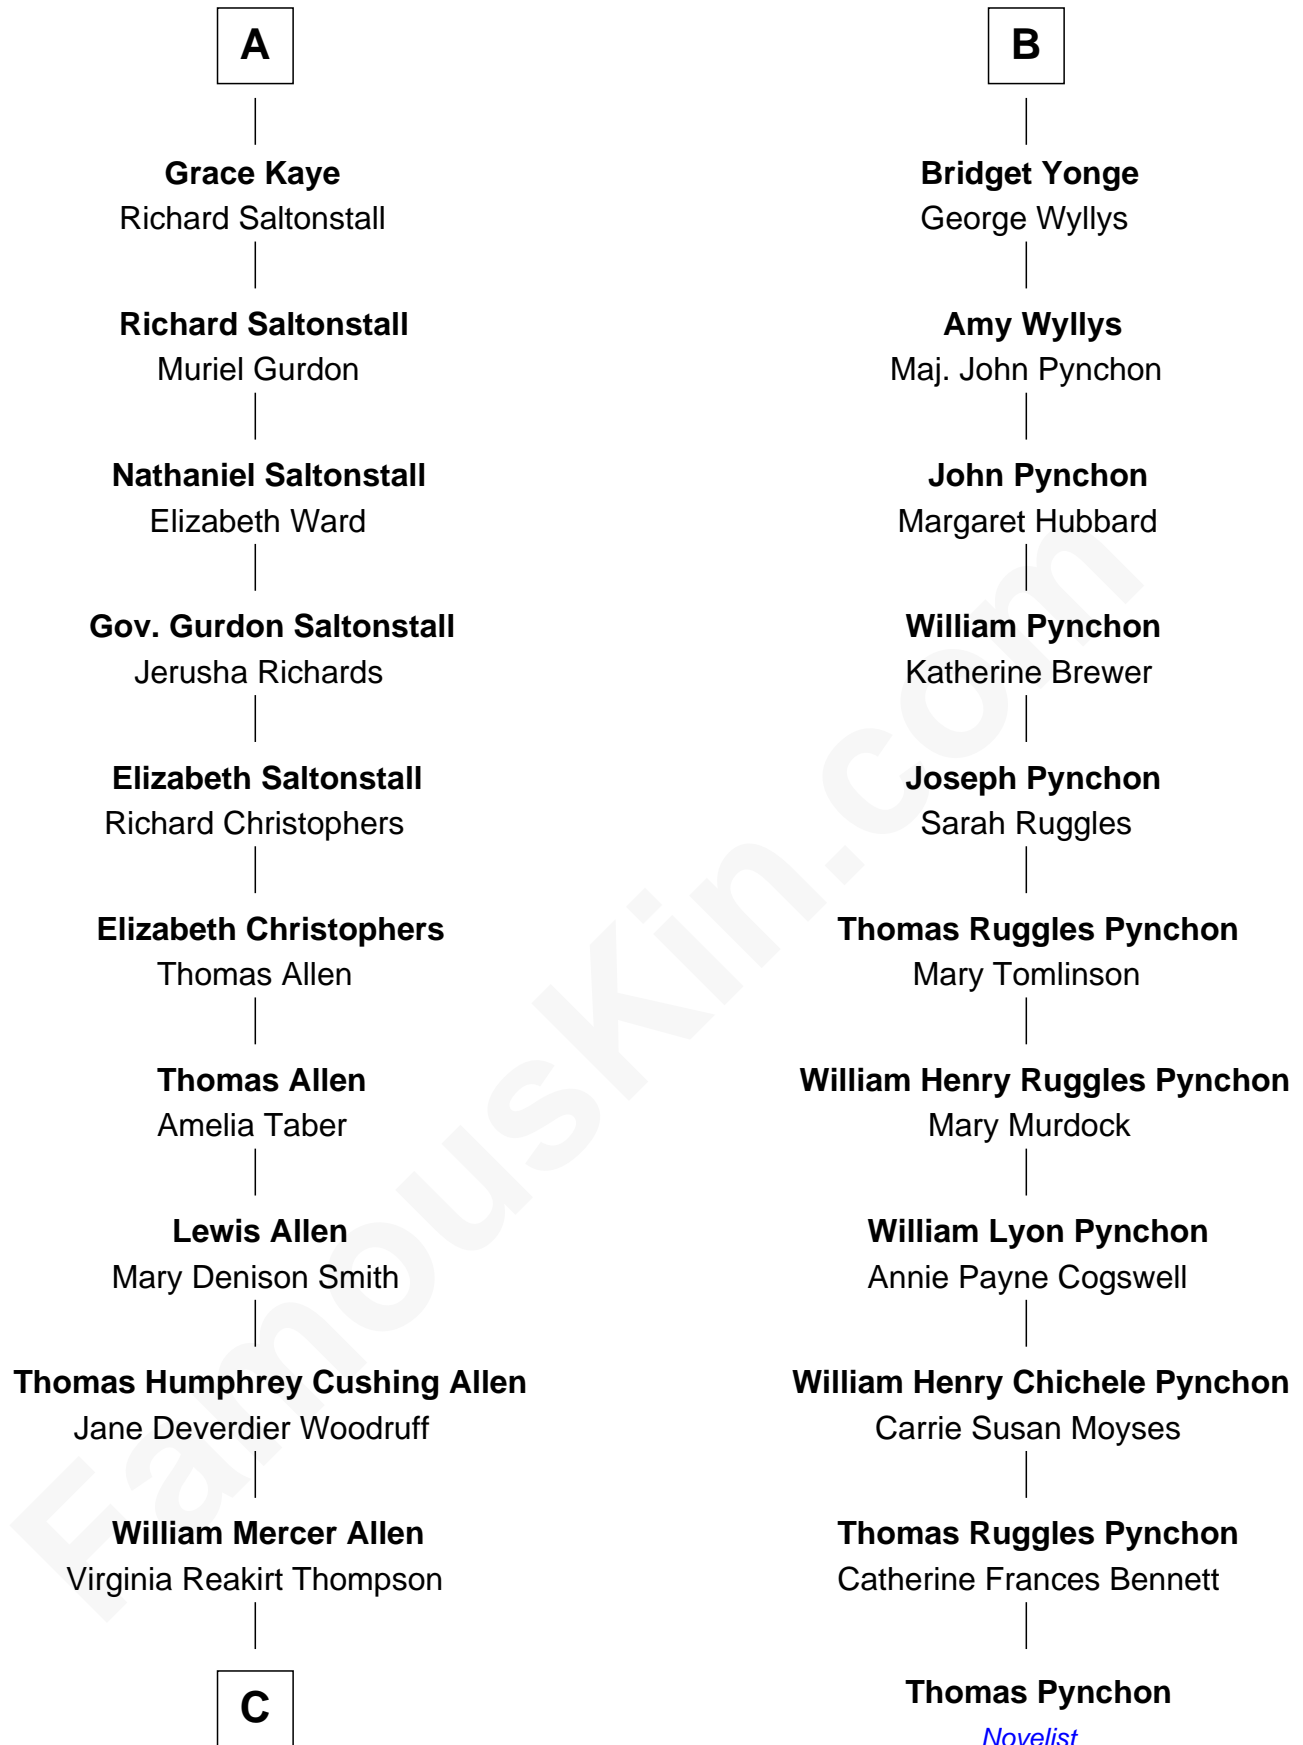 A
Grace Kaye
Richard Saltonstall
Richard Saltonstall
Muriel Gurdon
Nathaniel Saltonstall
Elizabeth Ward
Gov. Gurdon Saltonstall
Jerusha Richards
Elizabeth Saltonstall
Richard Christophers
Elizabeth Christophers
Thomas Allen
Thomas Allen
Amelia Taber
Lewis Allen
Mary Denison Smith
Thomas Humphrey Cushing Allen
Jane Deverdier Woodruff
William Mercer Allen
Virginia Reakirt Thompson
C
B
Bridget Yonge
George Wyllys
Amy Wyllys
Maj. John Pynchon
John Pynchon
Margaret Hubbard
William Pynchon
Katherine Brewer
Joseph Pynchon
Sarah Ruggles
Thomas Ruggles Pynchon
Mary Tomlinson
William Henry Ruggles Pynchon
Mary Murdock
William Lyon Pynchon
Annie Payne Cogswell
William Henry Chichele Pynchon
Carrie Susan Moyses
Thomas Ruggles Pynchon
Catherine Frances Bennett
Thomas Pynchon
Novelist
FamousKin.com